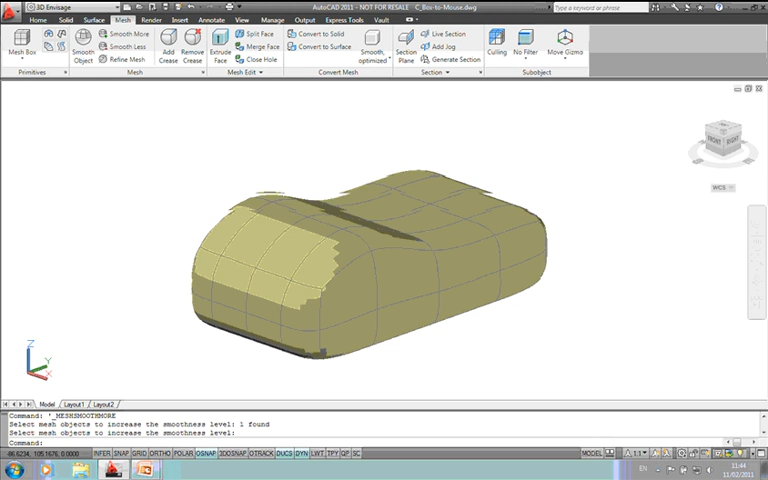 3D Envisage
AutoCAD 2011 - NOT FOR RESALE C_Box-to-Mouse.dwg
Type a keyword or phrase
Home Solid Surface Mesh Render Insert Annotate View Manage Output Express Tools Vault
Mesh Box
Primitives
Smooth Object
Smooth More
Smooth Less
Refine Mesh
Mesh
Add Crease
Remove Crease
Extrude Face
Split Face
Merge Face
Close Hole
Mesh Edit
Convert to Solid
Convert to Surface
Smooth, optimized
Convert Mesh
Section Plane
Live Section
Add Jog
Generate Section
Section
Culling
No Filter
Move Gizmo
Subobject
FRONT RIGHT
WCS
Z
Y
X
Model Layout1 Layout2
Command: '_MESHSMOOTHMORE
Select mesh objects to increase the smoothness level: 1 found
Select mesh objects to increase the smoothness level:
Command:
-86.6234, 105.1676, 0.0000 INFER SNAP GRID ORTHO POLAR OSNAP 3DOSNAP OTRACK DUCS DYN LWT TPY QP SC MODEL 1:1
EN
11:44
11/02/2011